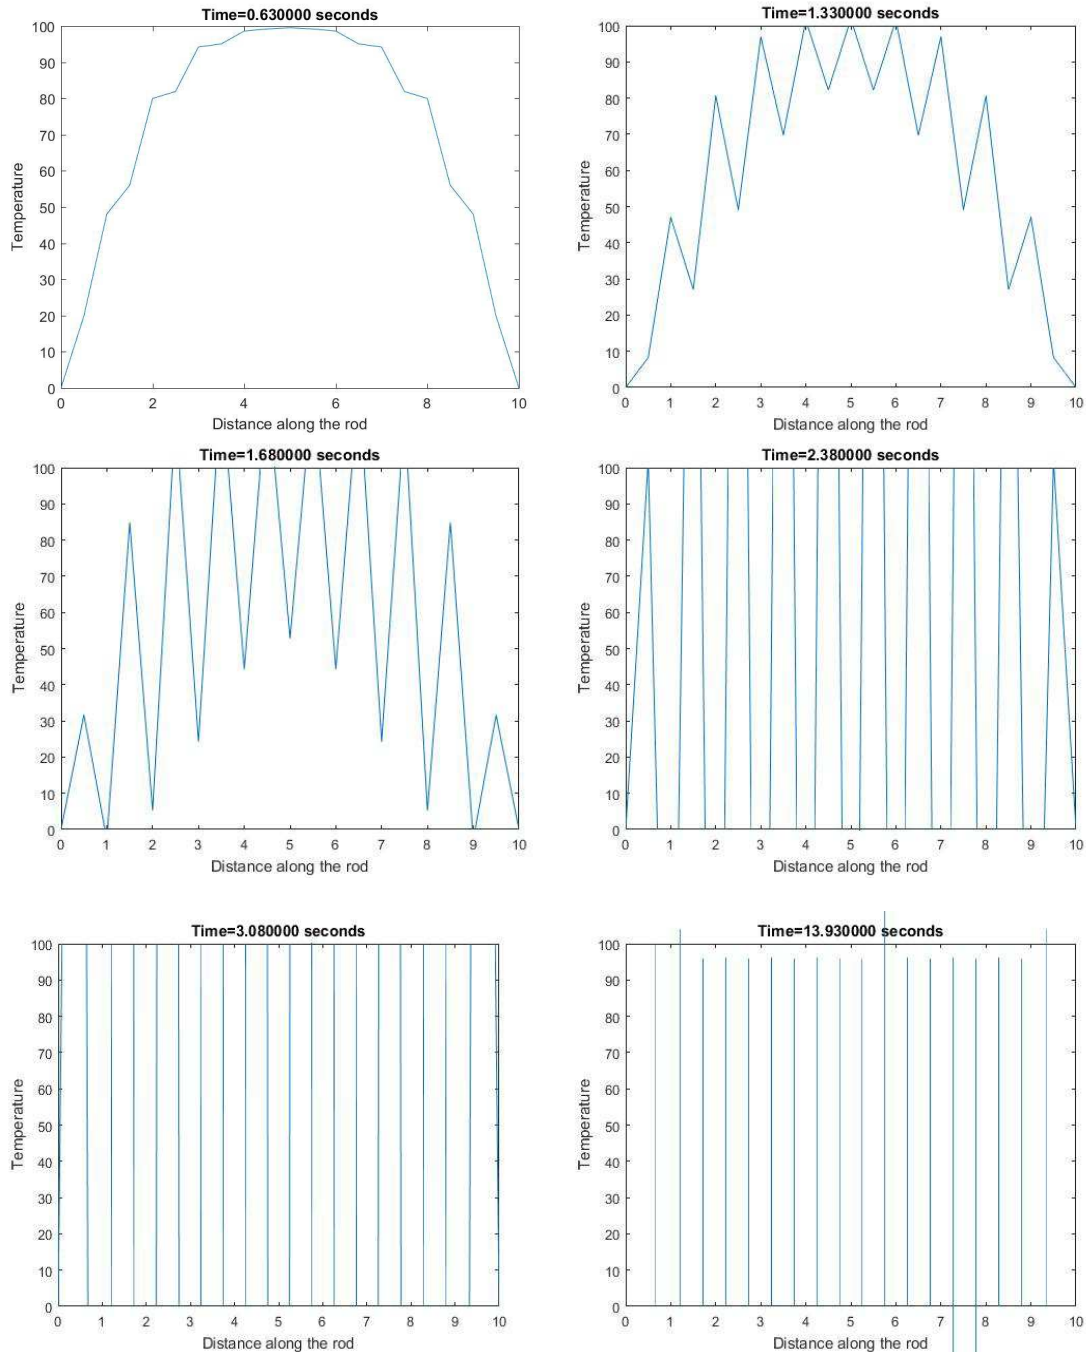 Time=0.630000 seconds
100
90
80
70
60
50
40
30
20
10
0
Temperature
0 2 4 6 8 10
Distance along the rod
Time=1.330000 seconds
100
90
80
70
60
50
40
30
20
10
0
Temperature
0 1 2 3 4 5 6 7 8 9 10
Distance along the rod
Time=1.680000 seconds
100
90
80
70
60
50
40
30
20
10
0
Temperature
0 1 2 3 4 5 6 7 8 9 10
Distance along the rod
Time=2.380000 seconds
100
90
80
70
60
50
40
30
20
10
0
Temperature
0 1 2 3 4 5 6 7 8 9 10
Distance along the rod
Time=3.080000 seconds
100
90
80
70
60
50
40
30
20
10
0
Temperature
0 1 2 3 4 5 6 7 8 9 10
Distance along the rod
Time=13.930000 seconds
100
90
80
70
60
50
40
30
20
10
0
Temperature
0 1 2 3 4 5 6 7 8 9 10
Distance along the rod